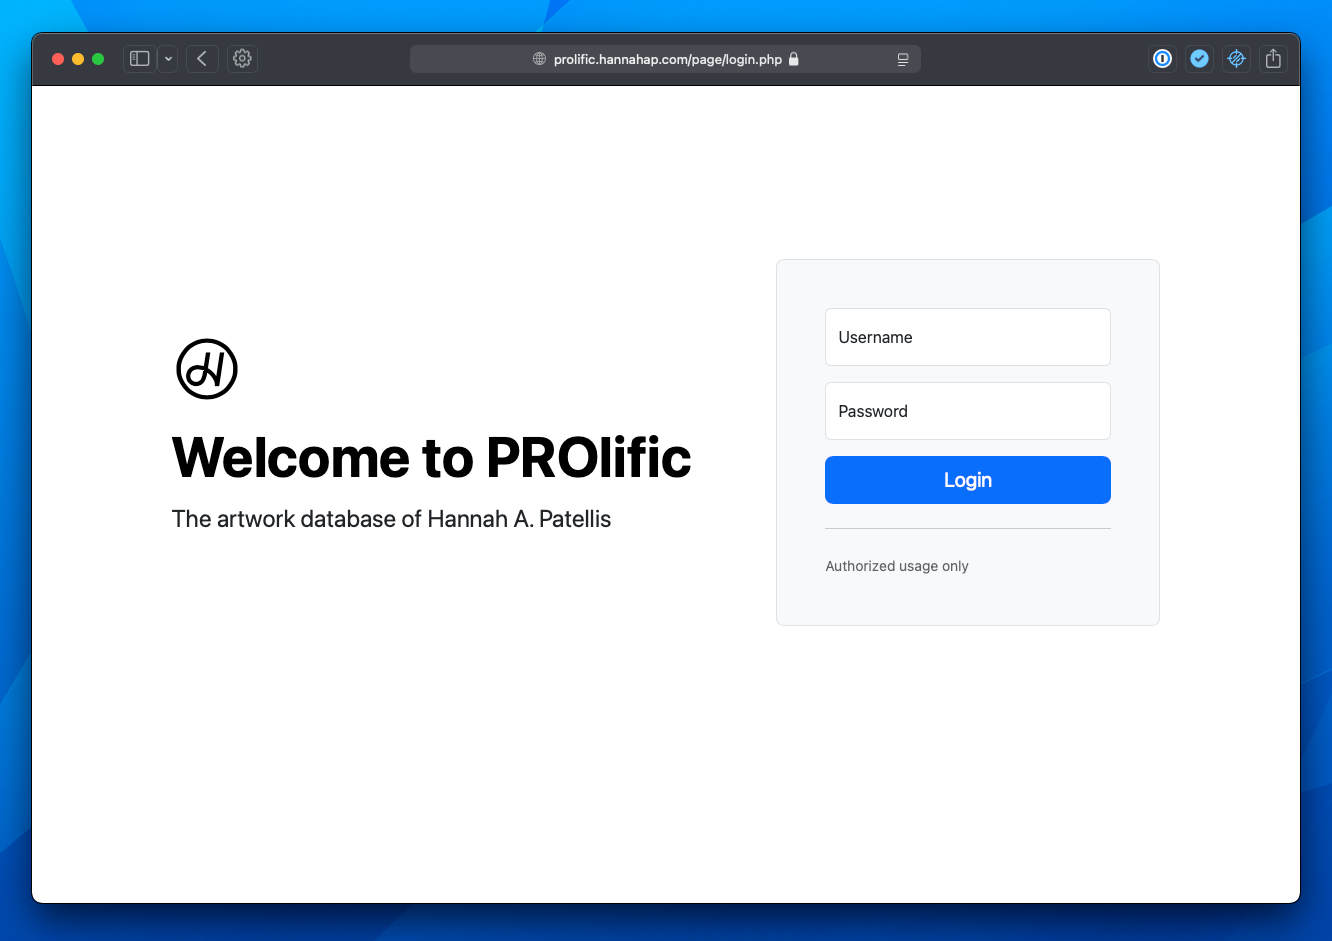 prolific.hannahap.com/page/login.php
Welcome to PROlific
The artwork database of Hannah A. Patellis
Username
Password
Login
Authorized usage only